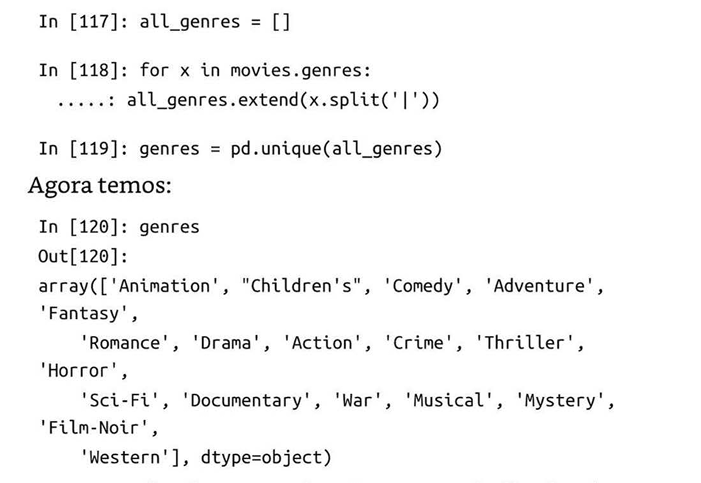 In [117]: all_genres = []
In [118]: for x in movies.genres:
.....: all_genres.extend(x.split('|'))
In [119]: genres = pd.unique(all_genres)
Agora temos:
In [120]: genres
Out[120]:
array(['Animation', "Children's", 'Comedy', 'Adventure',
'Fantasy',
'Romance', 'Drama', 'Action', 'Crime', 'Thriller',
'Horror',
'Sci-Fi', 'Documentary', 'War', 'Musical', 'Mystery',
'Film-Noir',
'Western'], dtype=object)